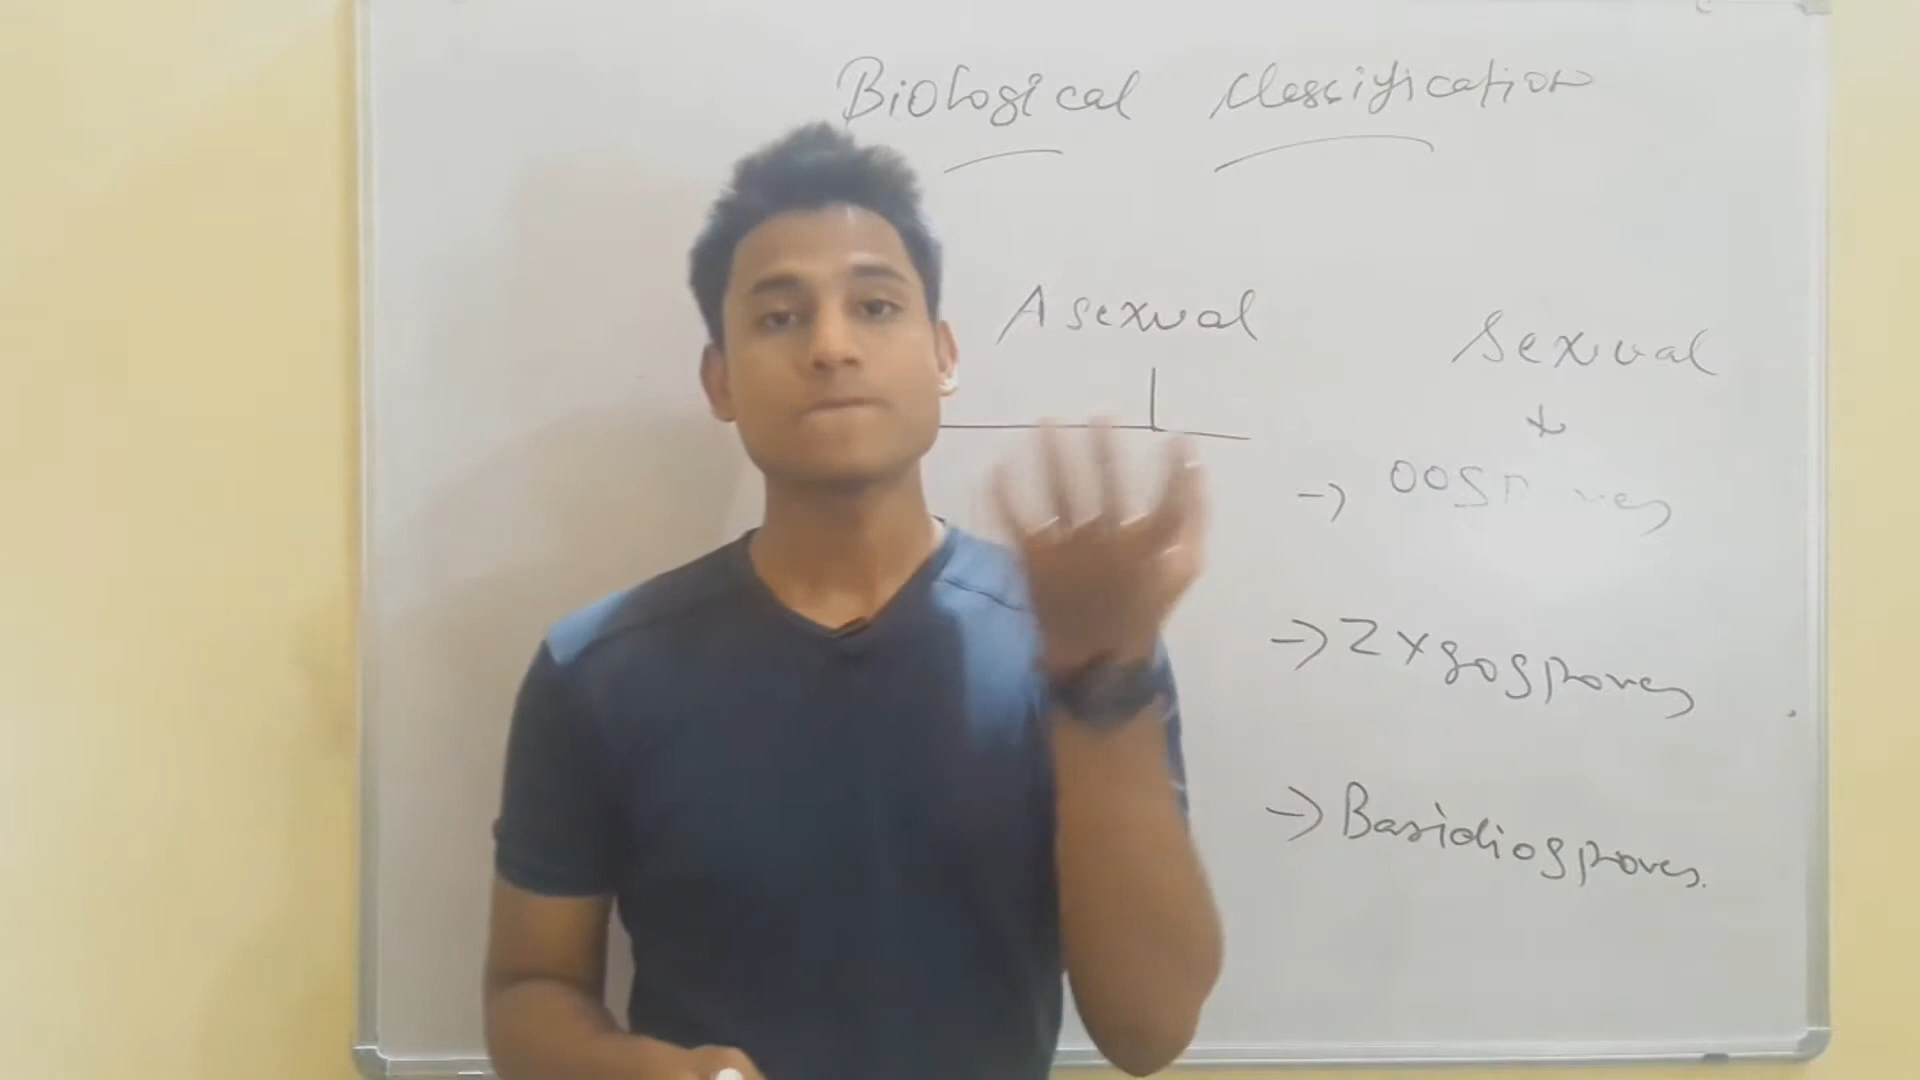 Biological classification
Asexual
Sexual
→ Zygospores
→ Basidiospores.